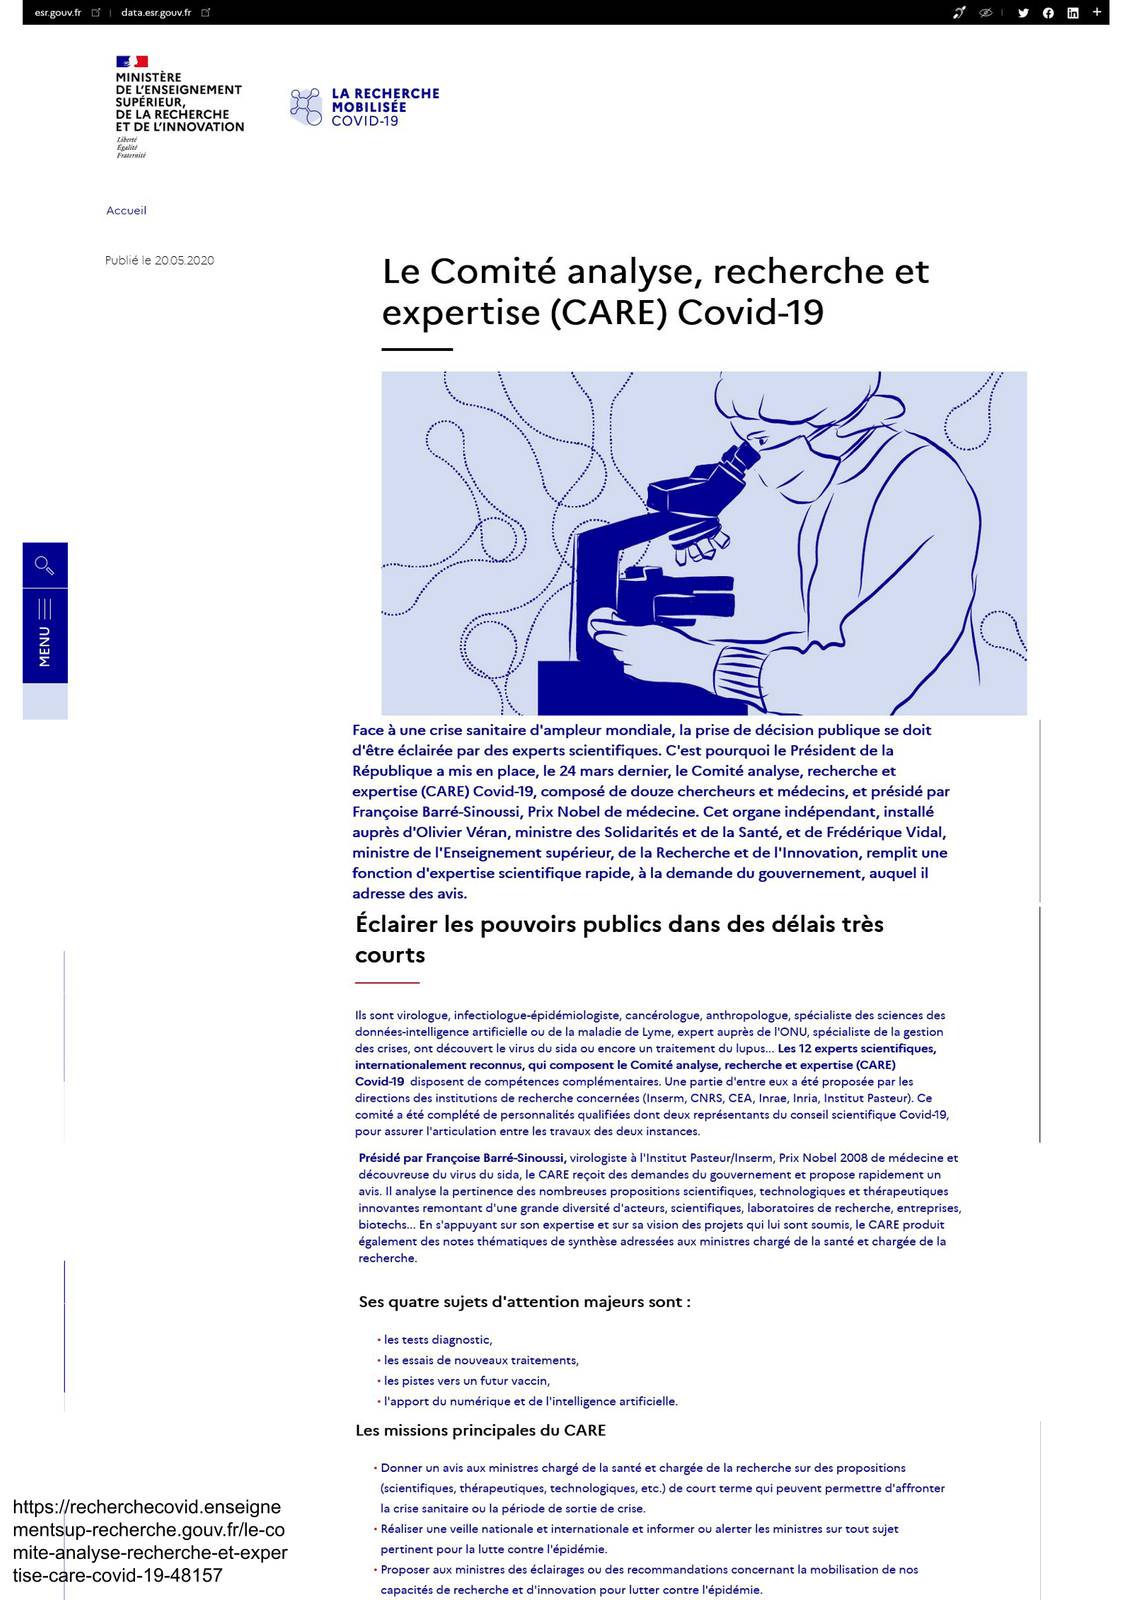 esr.gouv.fr | data.esr.gouv.fr
MINISTÈRE
DE L'ENSEIGNEMENT
SUPÉRIEUR,
DE LA RECHERCHE
ET DE L'INNOVATION
Liberté
Égalité
Fraternité
LA RECHERCHE
MOBILISÉE
COVID-19
Accueil
Publié le 20.05.2020
Le Comité analyse, recherche et
expertise (CARE) Covid-19
MENU
Face à une crise sanitaire d'ampleur mondiale, la prise de décision publique se doit
d'être éclairée par des experts scientifiques. C'est pourquoi le Président de la
République a mis en place, le 24 mars dernier, le Comité analyse, recherche et
expertise (CARE) Covid-19, composé de douze chercheurs et médecins, et présidé par
Françoise Barré-Sinoussi, Prix Nobel de médecine. Cet organe indépendant, installé
auprès d'Olivier Véran, ministre des Solidarités et de la Santé, et de Frédérique Vidal,
ministre de l'Enseignement supérieur, de la Recherche et de l'Innovation, remplit une
fonction d'expertise scientifique rapide, à la demande du gouvernement, auquel il
adresse des avis.
Éclairer les pouvoirs publics dans des délais très
courts
Ils sont virologue, infectiologue-épidémiologiste, cancérologue, anthropologue, spécialiste des sciences des
données-intelligence artificielle ou de la maladie de Lyme, expert auprès de l'ONU, spécialiste de la gestion
des crises, ont découvert le virus du sida ou encore un traitement du lupus... Les 12 experts scientifiques,
internationalement reconnus, qui composent le Comité analyse, recherche et expertise (CARE)
Covid-19 disposent de compétences complémentaires. Une partie d'entre eux a été proposée par les
directions des institutions de recherche concernées (Inserm, CNRS, CEA, Inrae, Inria, Institut Pasteur). Ce
comité a été complété de personnalités qualifiées dont deux représentants du conseil scientifique Covid-19,
pour assurer l'articulation entre les travaux des deux instances.
Présidé par Françoise Barré-Sinoussi, virologiste à l'Institut Pasteur/Inserm, Prix Nobel 2008 de médecine et
découvreuse du virus du sida, le CARE reçoit des demandes du gouvernement et propose rapidement un
avis. Il analyse la pertinence des nombreuses propositions scientifiques, technologiques et thérapeutiques
innovantes remontant d'une grande diversité d'acteurs, scientifiques, laboratoires de recherche, entreprises,
biotechs... En s'appuyant sur son expertise et sur sa vision des projets qui lui sont soumis, le CARE produit
également des notes thématiques de synthèse adressées aux ministres chargé de la santé et chargée de la
recherche.
Ses quatre sujets d'attention majeurs sont :
• les tests diagnostic,
• les essais de nouveaux traitements,
• les pistes vers un futur vaccin,
• l'apport du numérique et de l'intelligence artificielle.
Les missions principales du CARE
• Donner un avis aux ministres chargé de la santé et chargée de la recherche sur des propositions
(scientifiques, thérapeutiques, technologiques, etc.) de court terme qui peuvent permettre d'affronter
la crise sanitaire ou la période de sortie de crise.
• Réaliser une veille nationale et internationale et informer ou alerter les ministres sur tout sujet
pertinent pour la lutte contre l'épidémie.
• Proposer aux ministres des éclairages ou des recommandations concernant la mobilisation de nos
capacités de recherche et d'innovation pour lutter contre l'épidémie.
https://recherchecovid.enseigne
mentsup-recherche.gouv.fr/le-co
mite-analyse-recherche-et-exper
tise-care-covid-19-48157